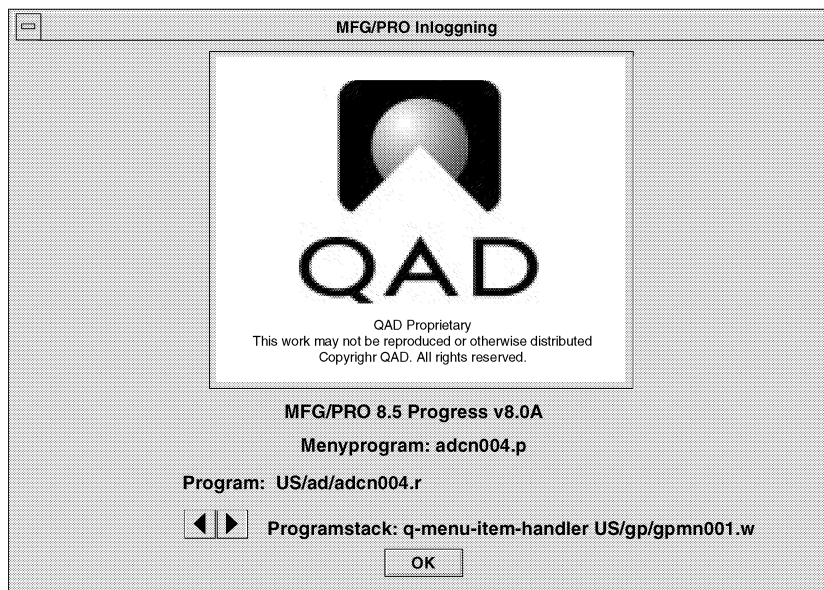 MFG/PRO Inloggning
QAD
QAD Proprietary
This work may not be reproduced or otherwise distributed
Copyrighr QAD. All rights reserved.
MFG/PRO 8.5 Progress v8.0A
Menyprogram: adcn004.p
Program: US/ad/adcn004.r
Programstack: q-menu-item-handler US/gp/gpmn001.w
OK